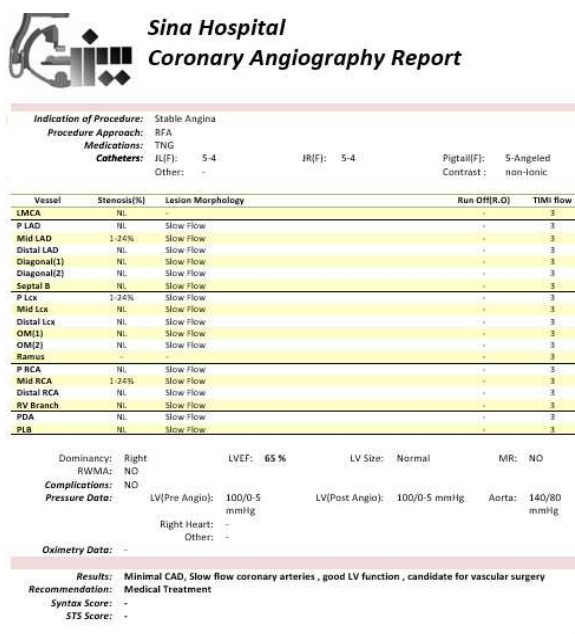 Sina Hospital
Coronary Angiography Report
سینا
Indication of Procedure: Stable Angina
Procedure Approach: RFA
Medications: TNG
Catheters: JL(F): 5-4 JR(F): 5-4 Pigtail(F): 5-Angeled
Other: - Contrast : non-Ionic
Vessel Stenosis(%) Lesion Morphology Run Off(R.O) TIMI flow
LMCA NL - - 3
P LAD NL Slow Flow - 3
Mid LAD 1-24% Slow Flow - 3
Distal LAD NL Slow Flow - 3
Diagonal(1) NL Slow Flow - 3
Diagonal(2) NL Slow Flow - 3
Septal B NL Slow Flow - 3
P Lcx 1-24% Slow Flow - 3
Mid Lcx NL Slow Flow - 3
Distal Lcx NL Slow Flow - 3
OM(1) NL Slow Flow - 3
OM(2) NL Slow Flow - 3
Ramus - - - 3
P RCA NL Slow Flow - 3
Mid RCA 1-24% Slow Flow - 3
Distal RCA NL Slow Flow - 3
RV Branch NL Slow Flow - 3
PDA NL Slow Flow - 3
PLB NL Slow Flow - 3
Dominancy: Right LVEF: 65 % LV Size: Normal MR: NO
RWMA: NO
Complications: NO
Pressure Data: LV(Pre Angio): 100/0-5 LV(Post Angio): 100/0-5 mmHg Aorta: 140/80
mmHg mmHg
Right Heart: -
Other: -
Oximetry Data: -
Results: Minimal CAD, Slow flow coronary arteries , good LV function , candidate for vascular surgery
Recommendation: Medical Treatment
Syntax Score: -
STS Score: -